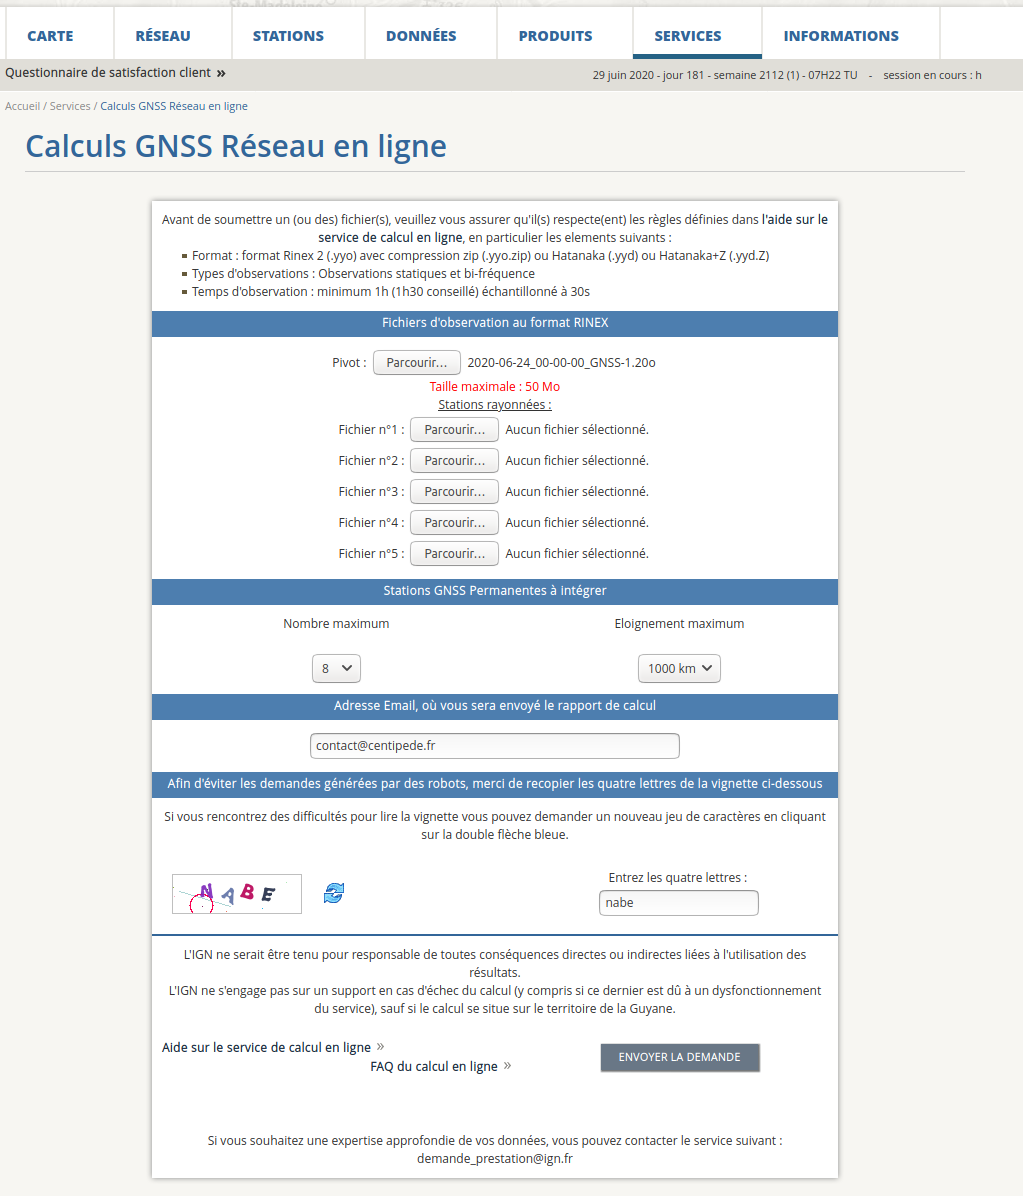 CARTE RÉSEAU STATIONS DONNÉES PRODUITS SERVICES INFORMATIONS
Questionnaire de satisfaction client »
29 juin 2020 - jour 181 - semaine 2112 (1) - 07H22 TU - session en cours : h
Accueil / Services / Calculs GNSS Réseau en ligne
Calculs GNSS Réseau en ligne
Avant de soumettre un (ou des) fichier(s), veuillez vous assurer qu'il(s) respecte(ent) les règles définies dans l'aide sur le
service de calcul en ligne, en particulier les elements suivants :
Format : format Rinex 2 (.yyo) avec compression zip (.yyo.zip) ou Hatanaka (.yyd) ou Hatanaka+Z (.yyd.Z)
Types d'observations : Observations statiques et bi-fréquence
Temps d'observation : minimum 1h (1h30 conseillé) échantillonné à 30s
Fichiers d'observation au format RINEX
Pivot : Parcourir... 2020-06-24_00-00-00_GNSS-1.20o
Taille maximale : 50 Mo
Stations rayonnées :
Fichier n°1 : Parcourir... Aucun fichier sélectionné.
Fichier n°2 : Parcourir... Aucun fichier sélectionné.
Fichier n°3 : Parcourir... Aucun fichier sélectionné.
Fichier n°4 : Parcourir... Aucun fichier sélectionné.
Fichier n°5 : Parcourir... Aucun fichier sélectionné.
Stations GNSS Permanentes à intégrer
Nombre maximum Eloignement maximum
8 1000 km
Adresse Email, où vous sera envoyé le rapport de calcul
contact@centipede.fr
Afin d'éviter les demandes générées par des robots, merci de recopier les quatre lettres de la vignette ci-dessous
Si vous rencontrez des difficultés pour lire la vignette vous pouvez demander un nouveau jeu de caractères en cliquant
sur la double flèche bleue.
Entrez les quatre lettres :
NABE
nabe
L'IGN ne serait être tenu pour responsable de toutes conséquences directes ou indirectes liées à l'utilisation des
résultats.
L'IGN ne s'engage pas sur un support en cas d'échec du calcul (y compris si ce dernier est dû à un dysfonctionnement
du service), sauf si le calcul se situe sur le territoire de la Guyane.
Aide sur le service de calcul en ligne »
FAQ du calcul en ligne »
ENVOYER LA DEMANDE
Si vous souhaitez une expertise approfondie de vos données, vous pouvez contacter le service suivant :
demande_prestation@ign.fr